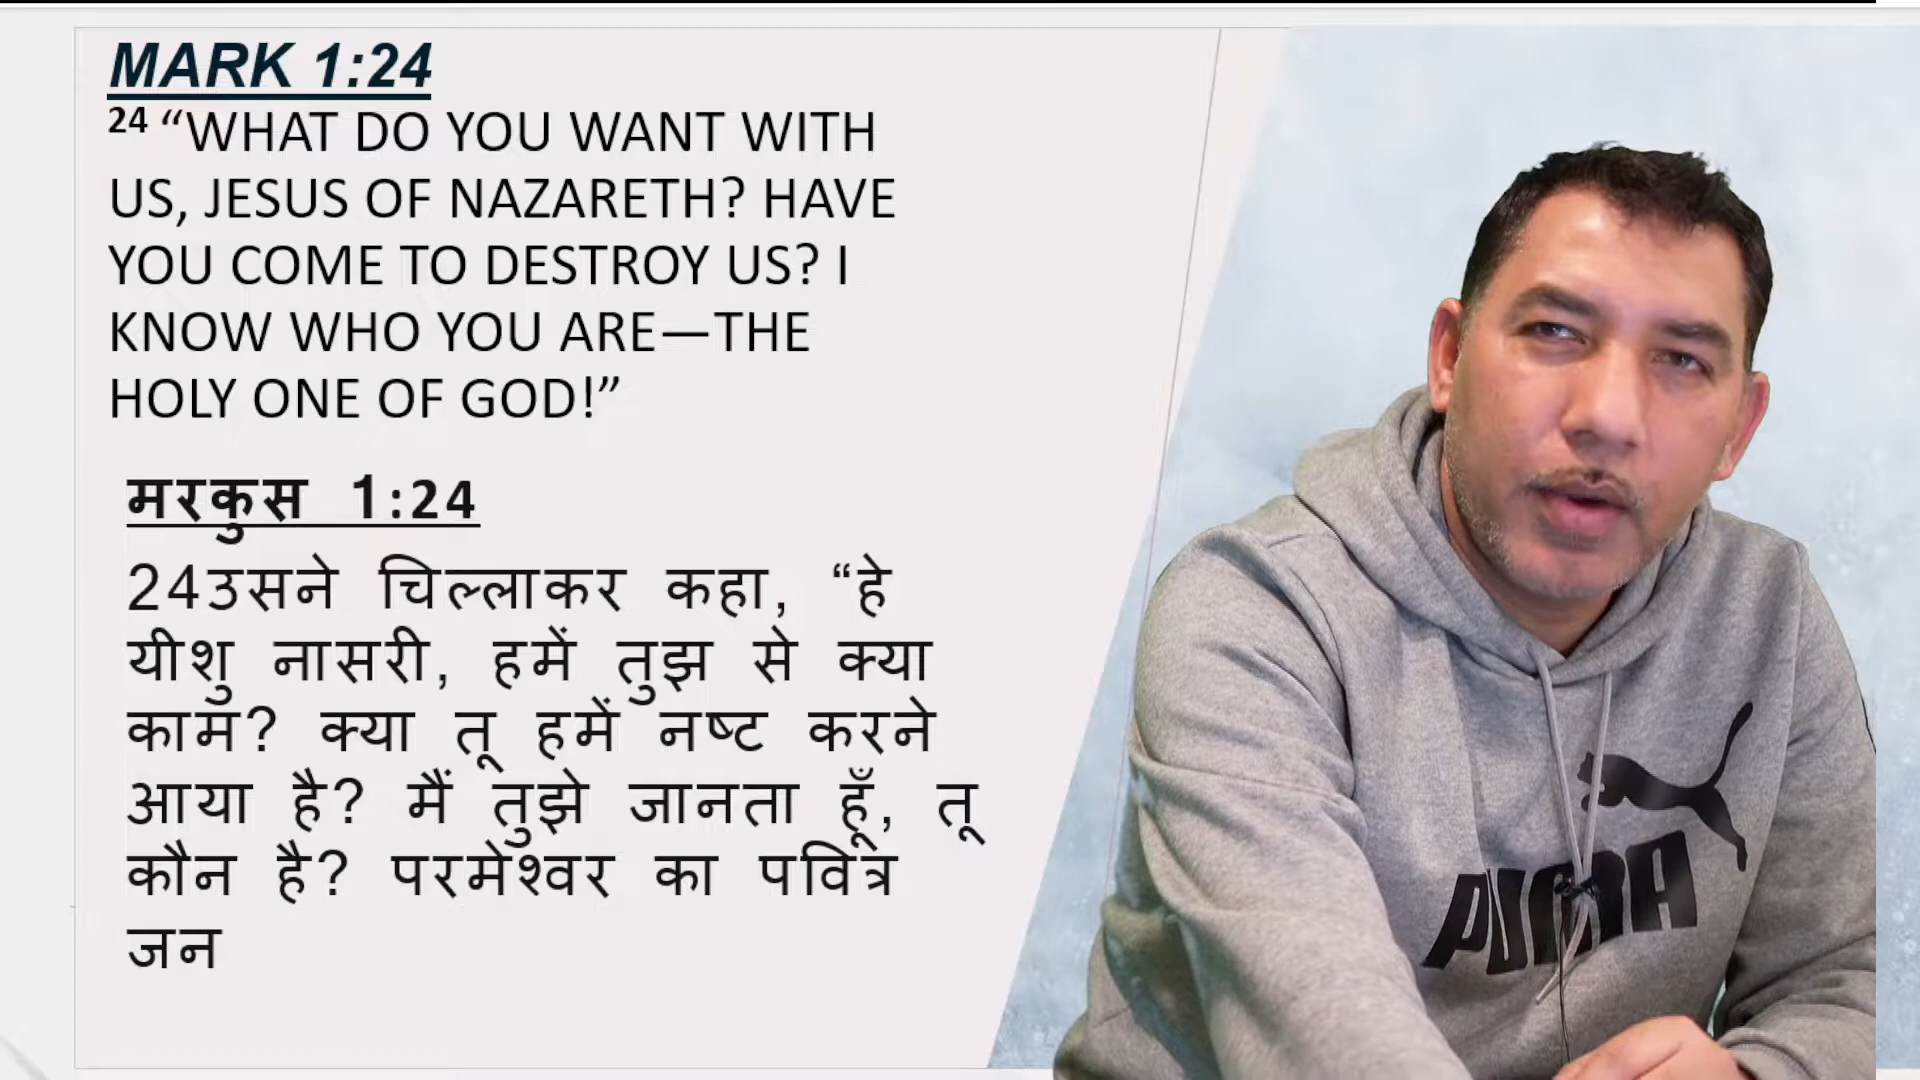 MARK 1:24
24 “WHAT DO YOU WANT WITH
US, JESUS OF NAZARETH? HAVE
YOU COME TO DESTROY US? I
KNOW WHO YOU ARE—THE
HOLY ONE OF GOD!”
मरकुस 1:24
24उसने चिल्लाकर कहा, “हे
यीशु नासरी, हमें तुझ से क्या
काम? क्या तू हमें नष्ट करने
आया है? मैं तुझे जानता हूँ, तू
कौन है? परमेश्वर का पवित्र
जन
PUMA